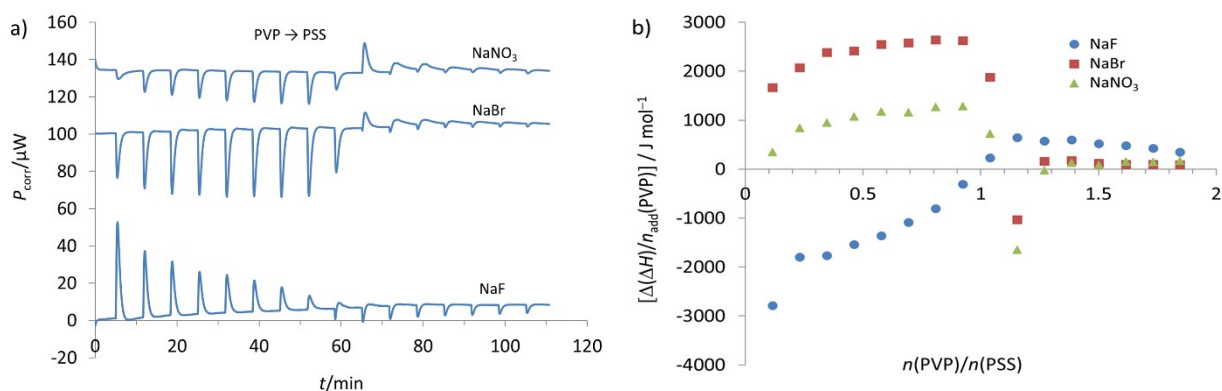 a)
P_corr/µW
160
140
120
100
80
60
40
20
0
-20
PVP → PSS
NaNO₃
NaBr
NaF
0 20 40 60 80 100 120
t/min
b)
[Δ(ΔH)/n_add(PVP)] / J mol⁻¹
3000
2000
1000
0
-1000
-2000
-3000
-4000
NaF
NaBr
NaNO₃
0 0.5 1 1.5 2
n(PVP)/n(PSS)